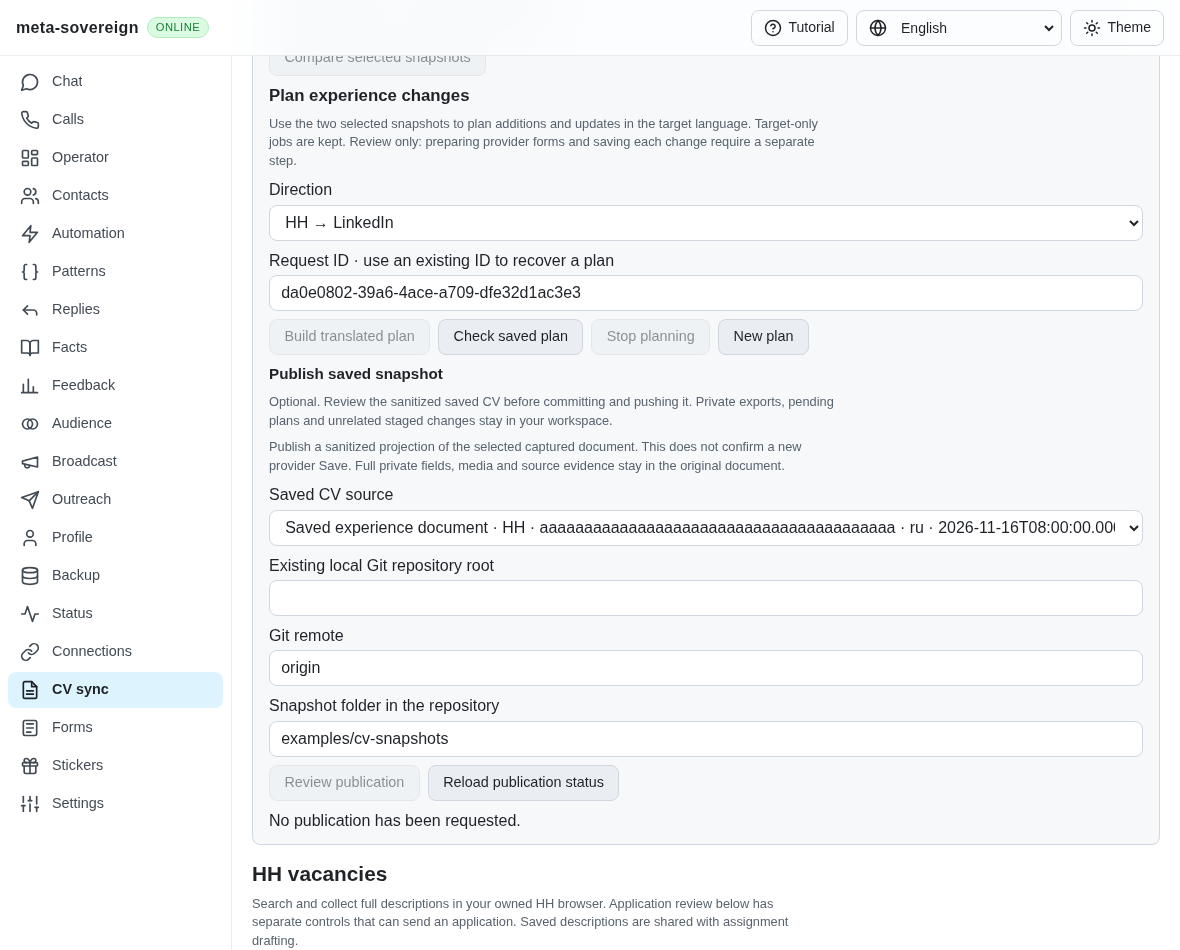 meta-sovereign ONLINE
Tutorial
English
Theme
Chat
Calls
Operator
Contacts
Automation
Patterns
Replies
Facts
Feedback
Audience
Broadcast
Outreach
Profile
Backup
Status
Connections
CV sync
Forms
Stickers
Settings
Compare selected snapshots
Plan experience changes
Use the two selected snapshots to plan additions and updates in the target language. Target-only
jobs are kept. Review only: preparing provider forms and saving each change require a separate
step.
Direction
HH → LinkedIn
Request ID · use an existing ID to recover a plan
da0e0802-39a6-4ace-a709-dfe32d1ac3e3
Build translated plan
Check saved plan
Stop planning
New plan
Publish saved snapshot
Optional. Review the sanitized saved CV before committing and pushing it. Private exports, pending
plans and unrelated staged changes stay in your workspace.
Publish a sanitized projection of the selected captured document. This does not confirm a new
provider Save. Full private fields, media and source evidence stay in the original document.
Saved CV source
Saved experience document · HH · aaaaaaaaaaaaaaaaaaaaaaaaaaaaaaaaaaaaaaaa · ru · 2026-11-16T08:00:00.000
Existing local Git repository root
Git remote
origin
Snapshot folder in the repository
examples/cv-snapshots
Review publication
Reload publication status
No publication has been requested.
HH vacancies
Search and collect full descriptions in your owned HH browser. Application review below has
separate controls that can send an application. Saved descriptions are shared with assignment
drafting.